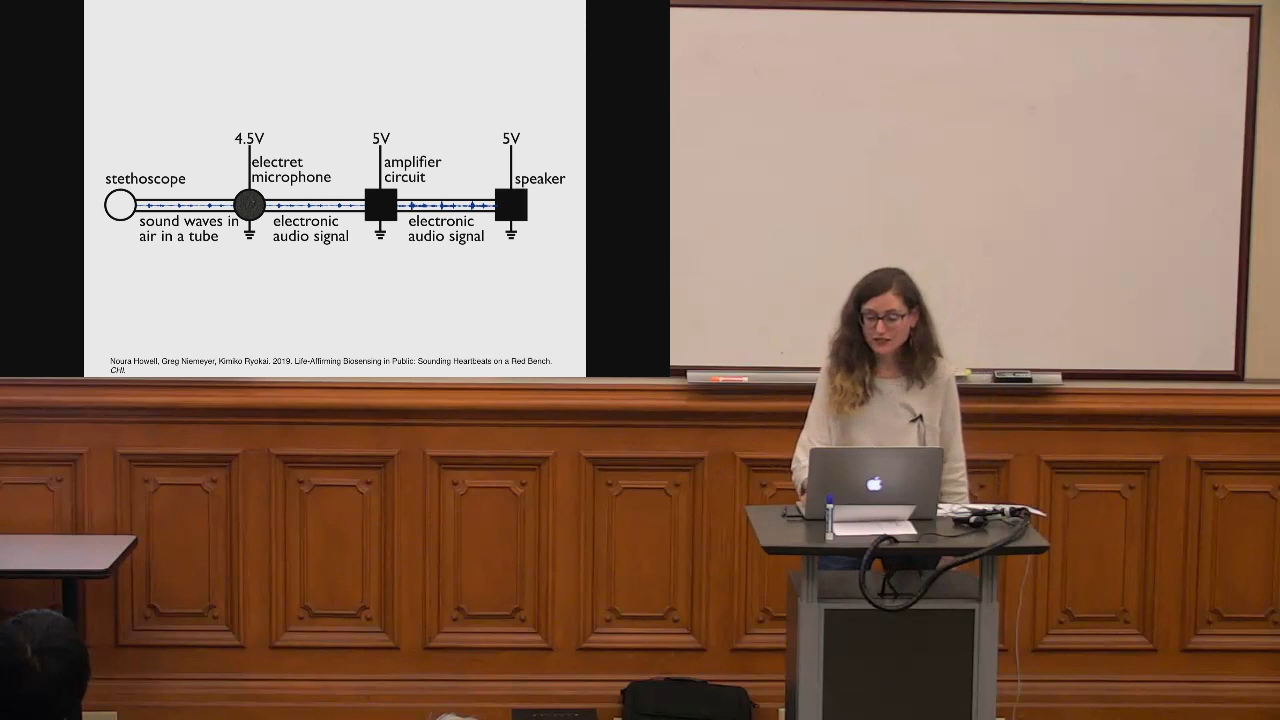 4.5V
5V
5V
electret
microphone
amplifier
circuit
stethoscope
speaker
sound waves in
air in a tube
electronic
audio signal
electronic
audio signal
Noura Howell, Greg Niemeyer, Kimiko Ryokai. 2019. Life-Affirming Biosensing in Public: Sounding Heartbeats on a Red Bench.
CHI.